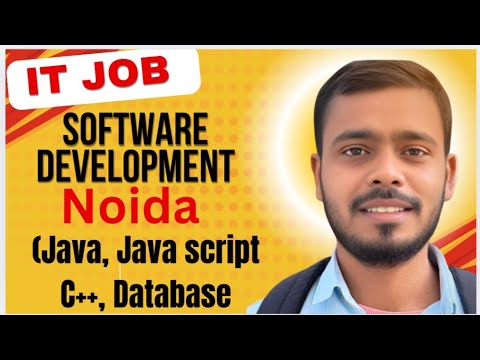 IT JOB
SOFTWARE
DEVELOPMENT
Noida
(Java, Java script
C++, Database